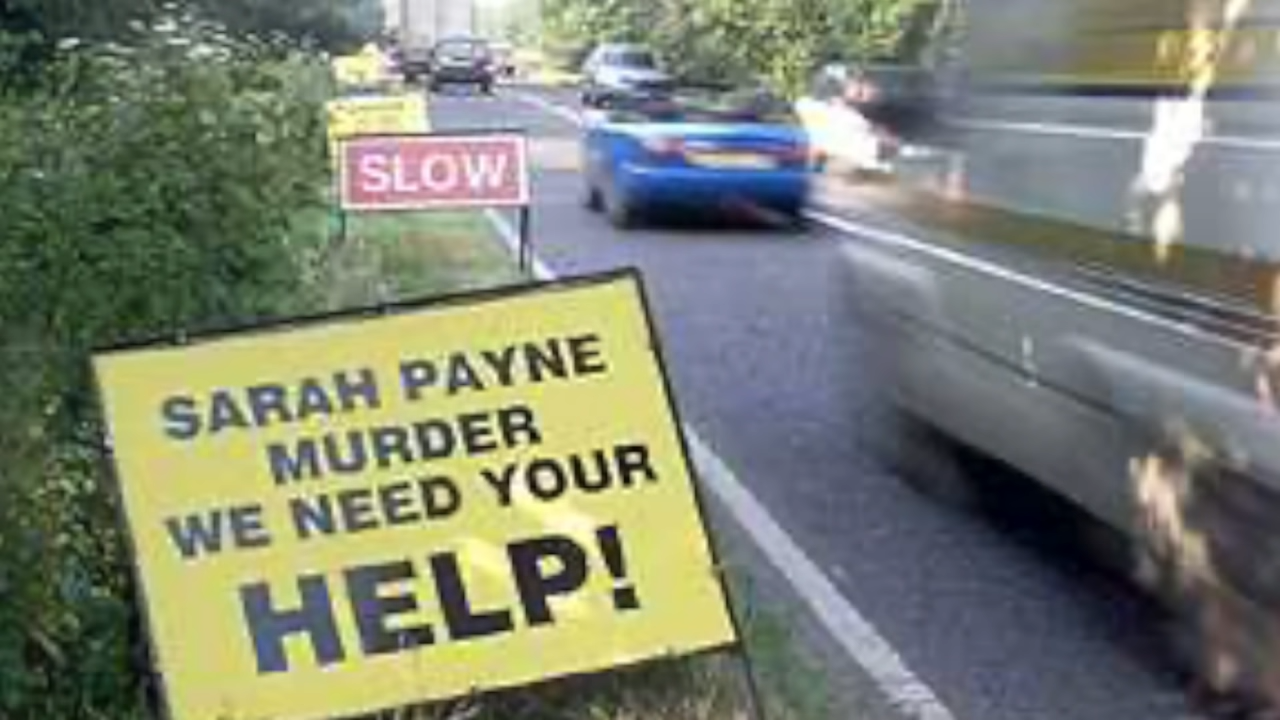 SLOW
SARAH PAYNE
MURDER
WE NEED YOUR
HELP!